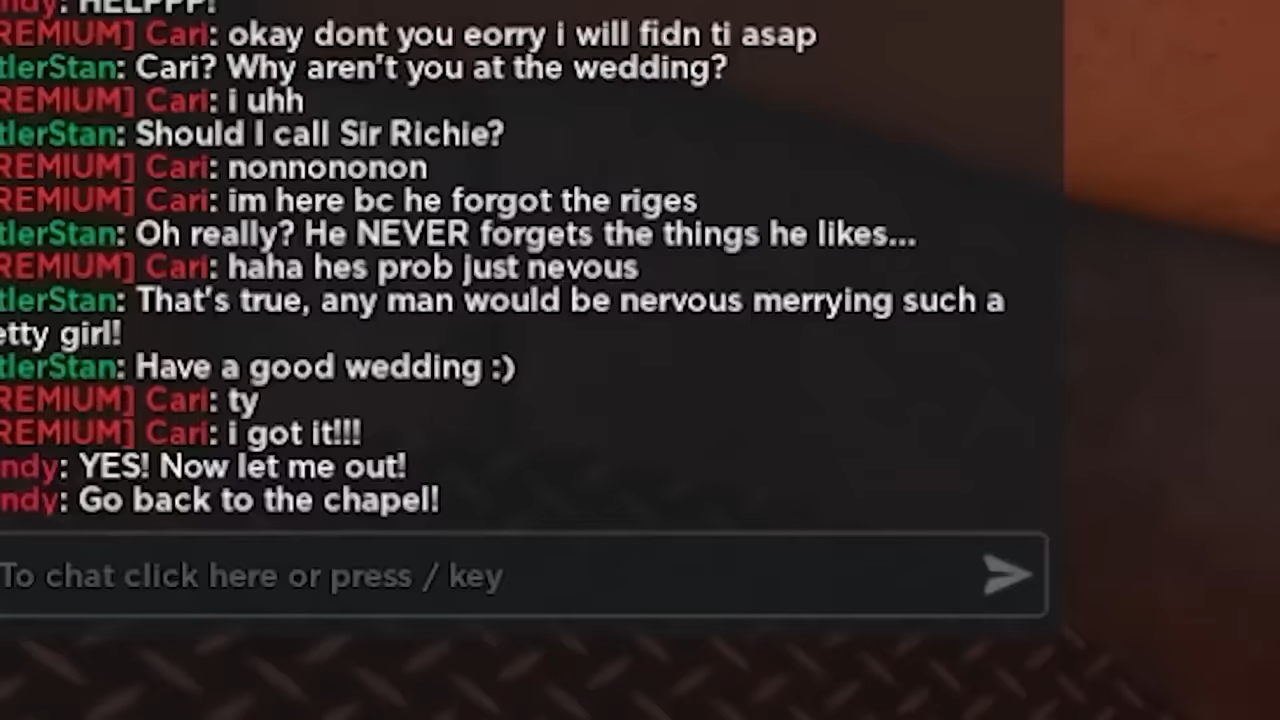 ndy: HELPPP!
REMIUM] Cari: okay dont you eorry i will fidn ti asap
tlerStan: Cari? Why aren't you at the wedding?
REMIUM] Cari: i uhh
tlerStan: Should I call Sir Richie?
REMIUM] Cari: nonnononon
REMIUM] Cari: im here bc he forgot the riges
tlerStan: Oh really? He NEVER forgets the things he likes...
REMIUM] Cari: haha hes prob just nevous
tlerStan: That's true, any man would be nervous merrying such a
etty girl!
tlerStan: Have a good wedding :)
REMIUM] Cari: ty
REMIUM] Cari: i got it!!!
ndy: YES! Now let me out!
ndy: Go back to the chapel!
To chat click here or press / key